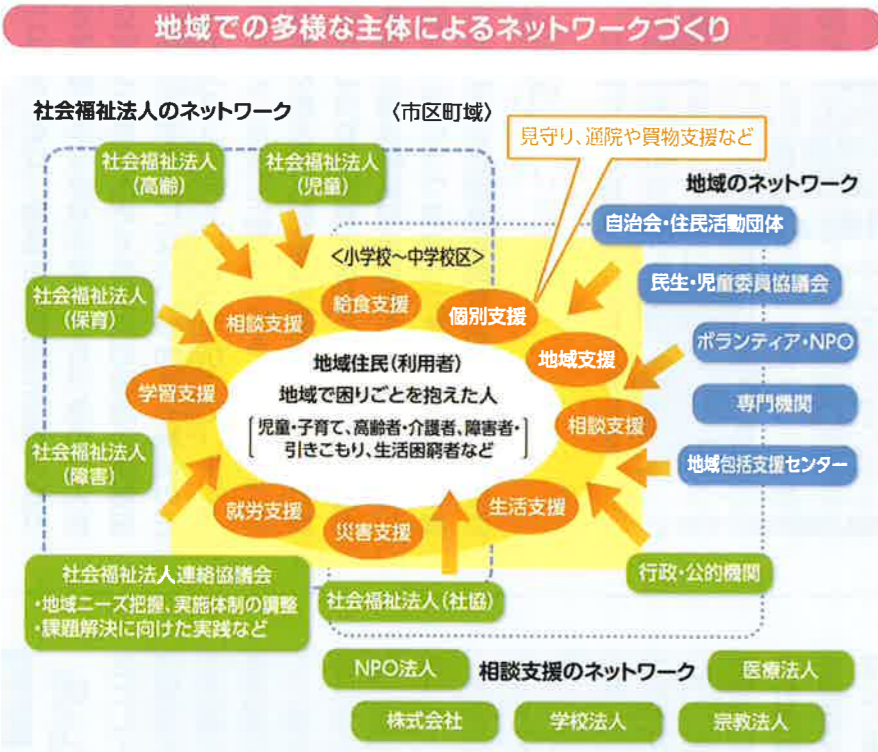 地域での多様な主体によるネットワークづくり
社会福祉法人のネットワーク
〈市区町域〉
見守り、通院や買物支援など
社会福祉法人
(高齢)
社会福祉法人
(児童)
地域のネットワーク
自治会・住民活動団体
<小学校～中学校区>
民生・児童委員協議会
社会福祉法人
(保育)
相談支援
給食支援
個別支援
ボランティア・NPO
地域支援
地域住民(利用者)
地域で困りごとを抱えた人
児童・子育て、高齢者・介護者、障害者・
引きこもり、生活困窮者など
学習支援
専門機関
相談支援
社会福祉法人
(障害)
地域包括支援センター
就労支援
災害支援
生活支援
社会福祉法人連絡協議会
・地域ニーズ把握、実施体制の調整
・課題解決に向けた実践など
社会福祉法人(社協)
行政・公的機関
NPO法人
相談支援のネットワーク
医療法人
株式会社
学校法人
宗教法人